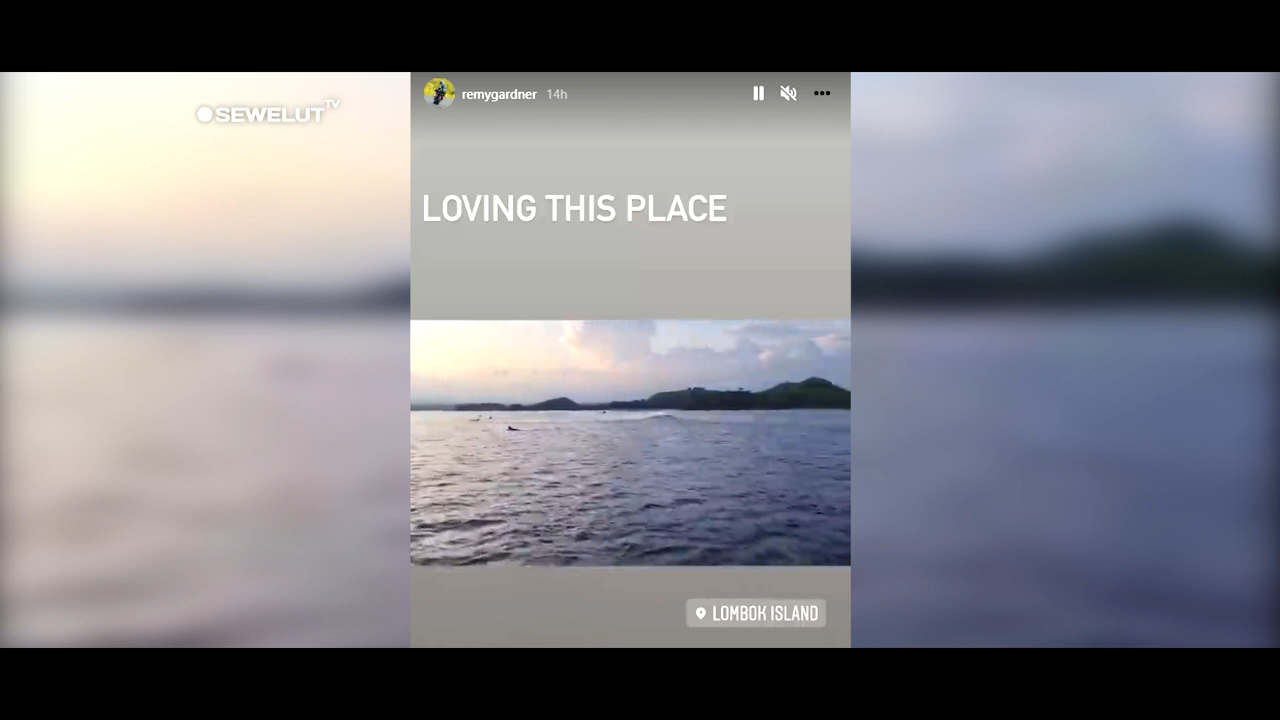 SEWELUT TV
remygardner 14h
LOVING THIS PLACE
LOMBOK ISLAND